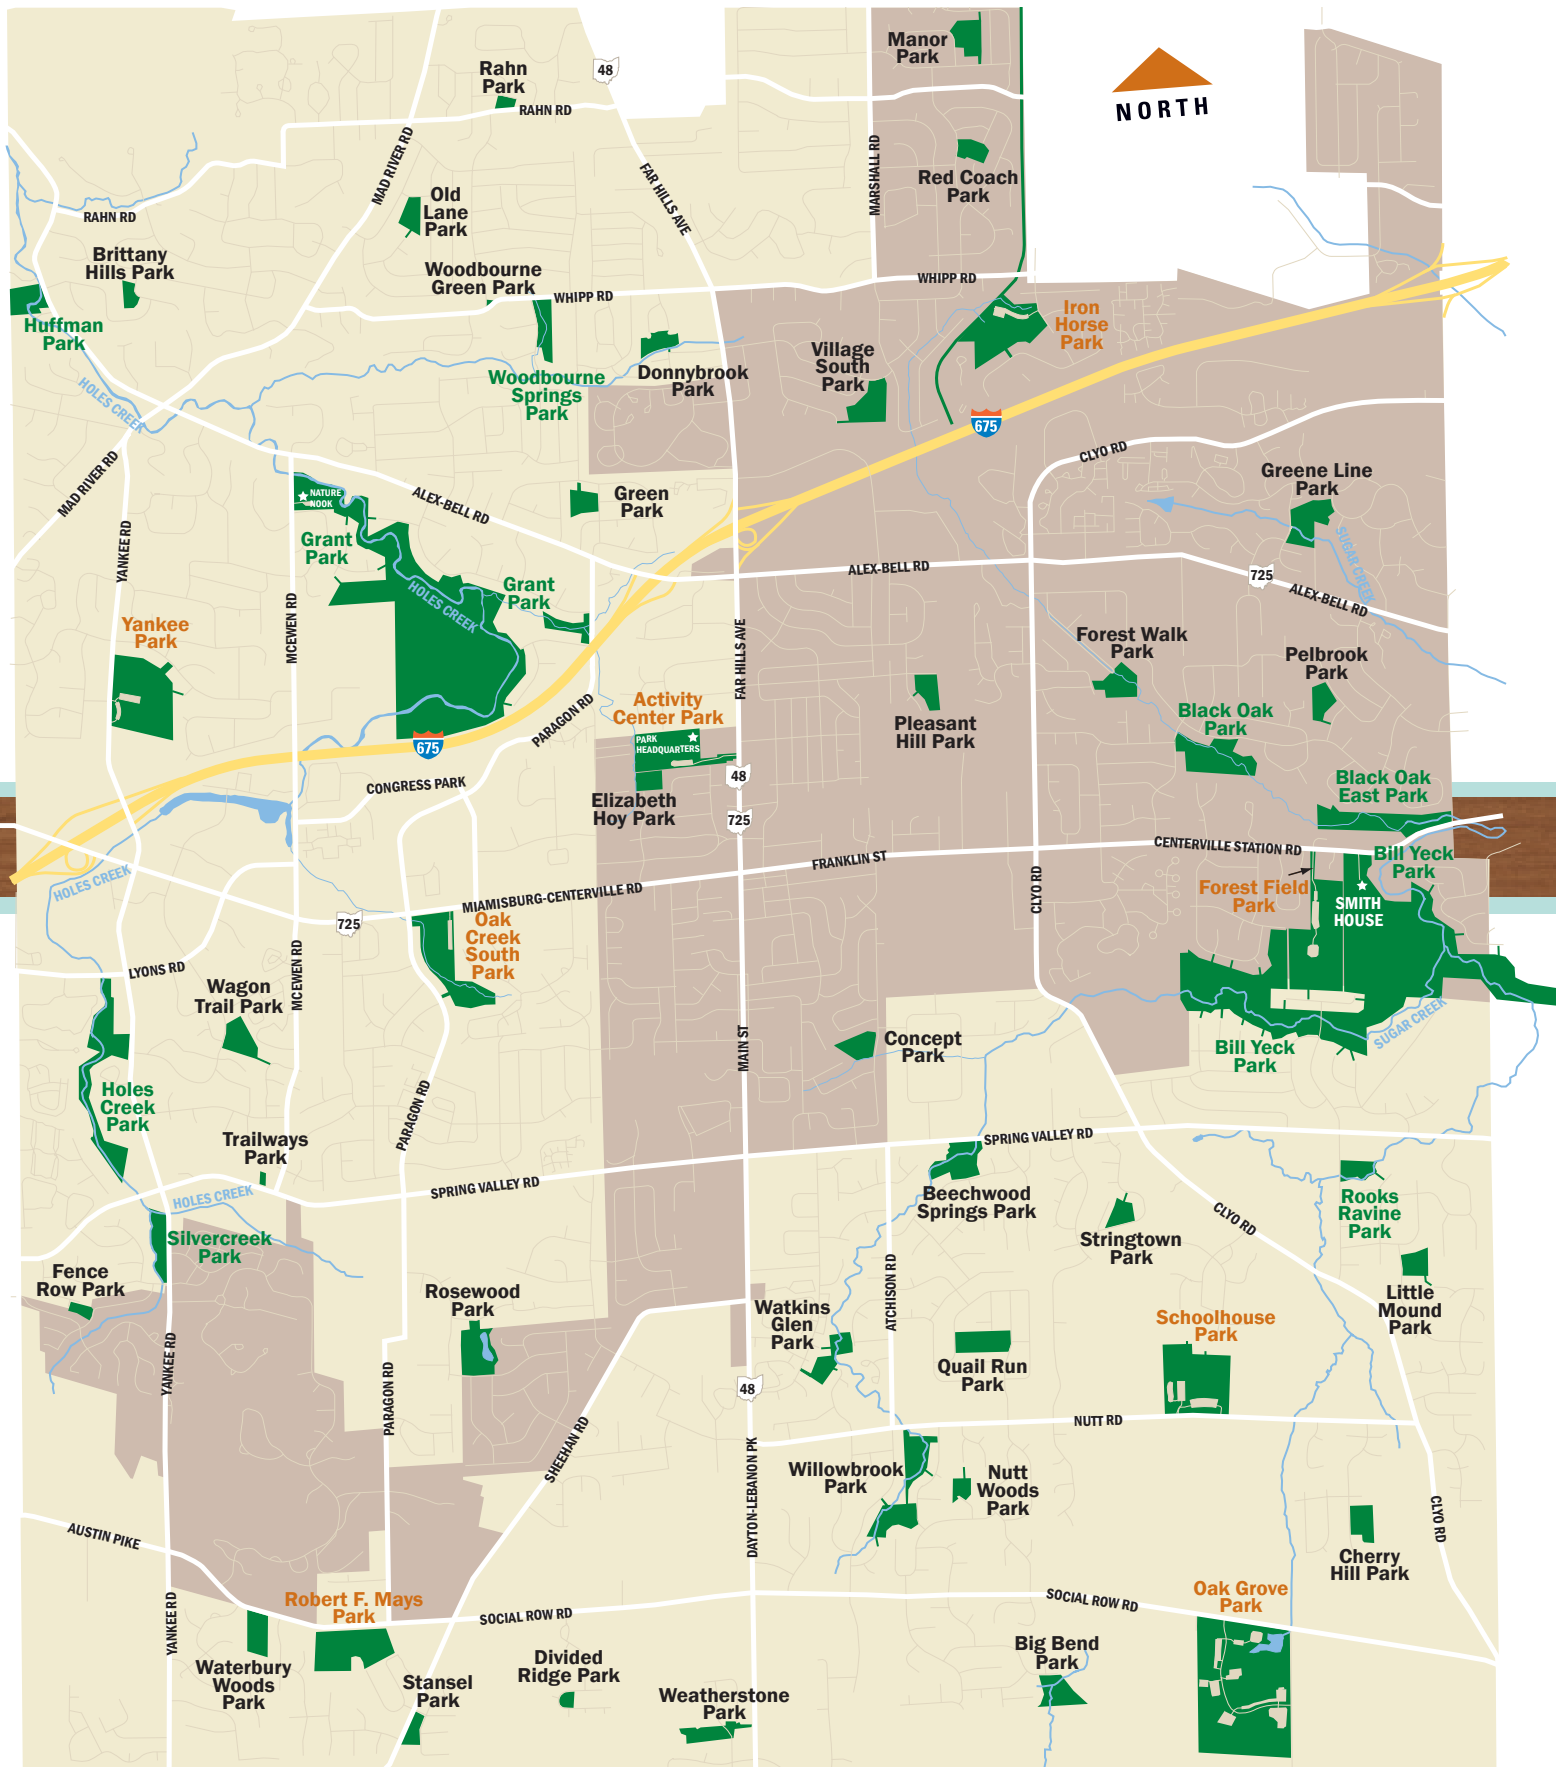 Manor
Park
NORTH
Rahn
Park
48
RAHN RD
MAD RIVER RD
FAR HILLS AVE
MARSHALL RD
Red Coach
Park
Old
Lane
Park
RAHN RD
Brittany
Hills Park
Woodbourne
Green Park
WHIPP RD
WHIPP RD
Huffman
Park
Iron
Horse
Park
Village
South
Park
Donnybrook
Park
Woodbourne
Springs
Park
HOLES CREEK
675
CLYO RD
MAD RIVER RD
Greene Line
Park
NATURE
NOOK
ALEX-BELL RD
Green
Park
SUGAR CREEK
YANKEE RD
Grant
Park
ALEX-BELL RD
725
ALEX-BELL RD
HOLES CREEK
Grant
Park
MCEWEN RD
Yankee
Park
FAR HILLS AVE
Forest Walk
Park
Pelbrook
Park
Activity
Center Park
PARAGON RD
PARK
HEADQUARTERS
675
Pleasant
Hill Park
Black Oak
Park
48
CONGRESS PARK
Elizabeth
Hoy Park
725
Black Oak
East Park
FRANKLIN ST
CENTERVILLE STATION RD
Bill Yeck
Park
HOLES CREEK
MIAMISBURG-CENTERVILLE RD
CLYO RD
Forest Field
Park
SMITH
HOUSE
725
Oak
Creek
South
Park
LYONS RD
MCEWEN RD
Wagon
Trail Park
MAIN ST
Concept
Park
SUGAR CREEK
Bill Yeck
Park
Holes
Creek
Park
PARAGON RD
Trailways
Park
SPRING VALLEY RD
SPRING VALLEY RD
HOLES CREEK
Beechwood
Springs Park
Stringtown
Park
CLYO RD
Rooks
Ravine
Park
Silvercreek
Park
Fence
Row Park
Rosewood
Park
ATCHISON RD
Watkins
Glen
Park
Little
Mound
Park
Schoolhouse
Park
YANKEE RD
PARAGON RD
48
Quail Run
Park
NUTT RD
SHEEHAN RD
DAYTON-LEBANON PK
Willowbrook
Park
Nutt
Woods
Park
CLYO RD
AUSTIN PIKE
Cherry
Hill Park
YANKEE RD
Robert F. Mays
Park
SOCIAL ROW RD
SOCIAL ROW RD
Oak Grove
Park
Waterbury
Woods
Park
Stansel
Park
Divided
Ridge Park
Weatherstone
Park
Big Bend
Park